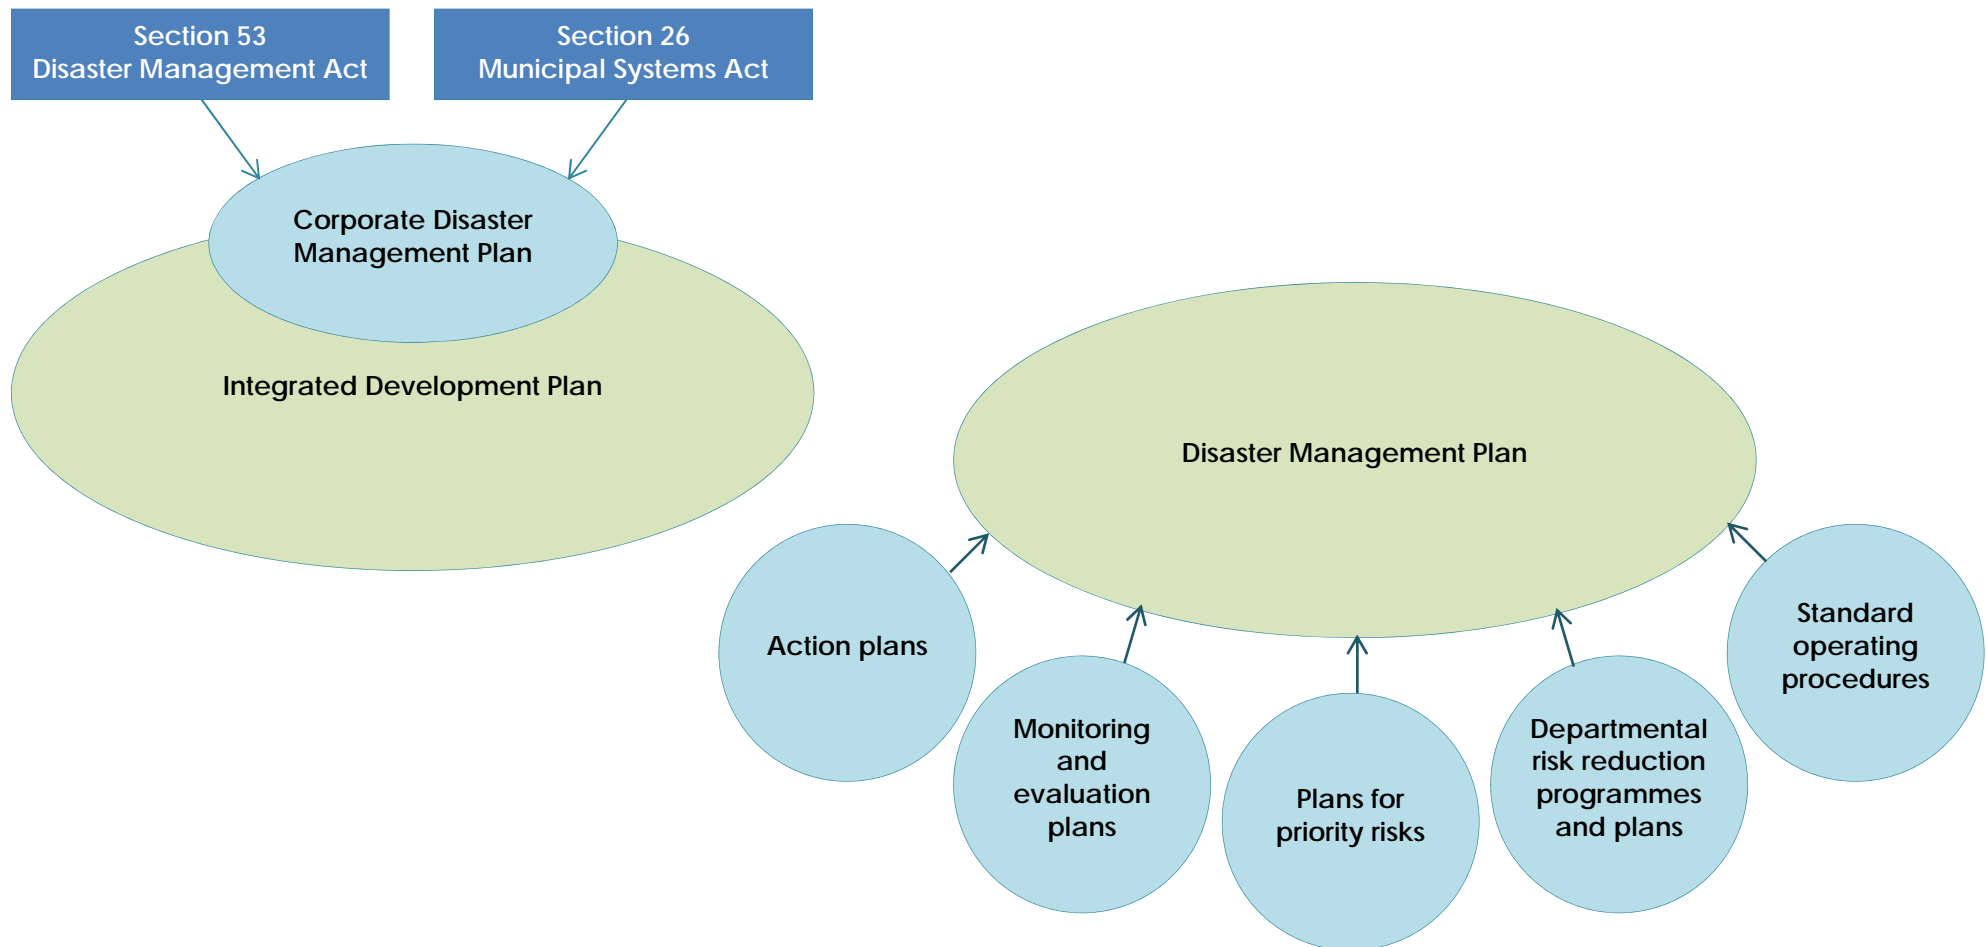 Section 53
Disaster Management Act
Section 26
Municipal Systems Act
Corporate Disaster
Management Plan
Integrated Development Plan
Disaster Management Plan
Action plans
Monitoring
and
evaluation
plans
Plans for
priority risks
Departmental
risk reduction
programmes
and plans
Standard
operating
procedures